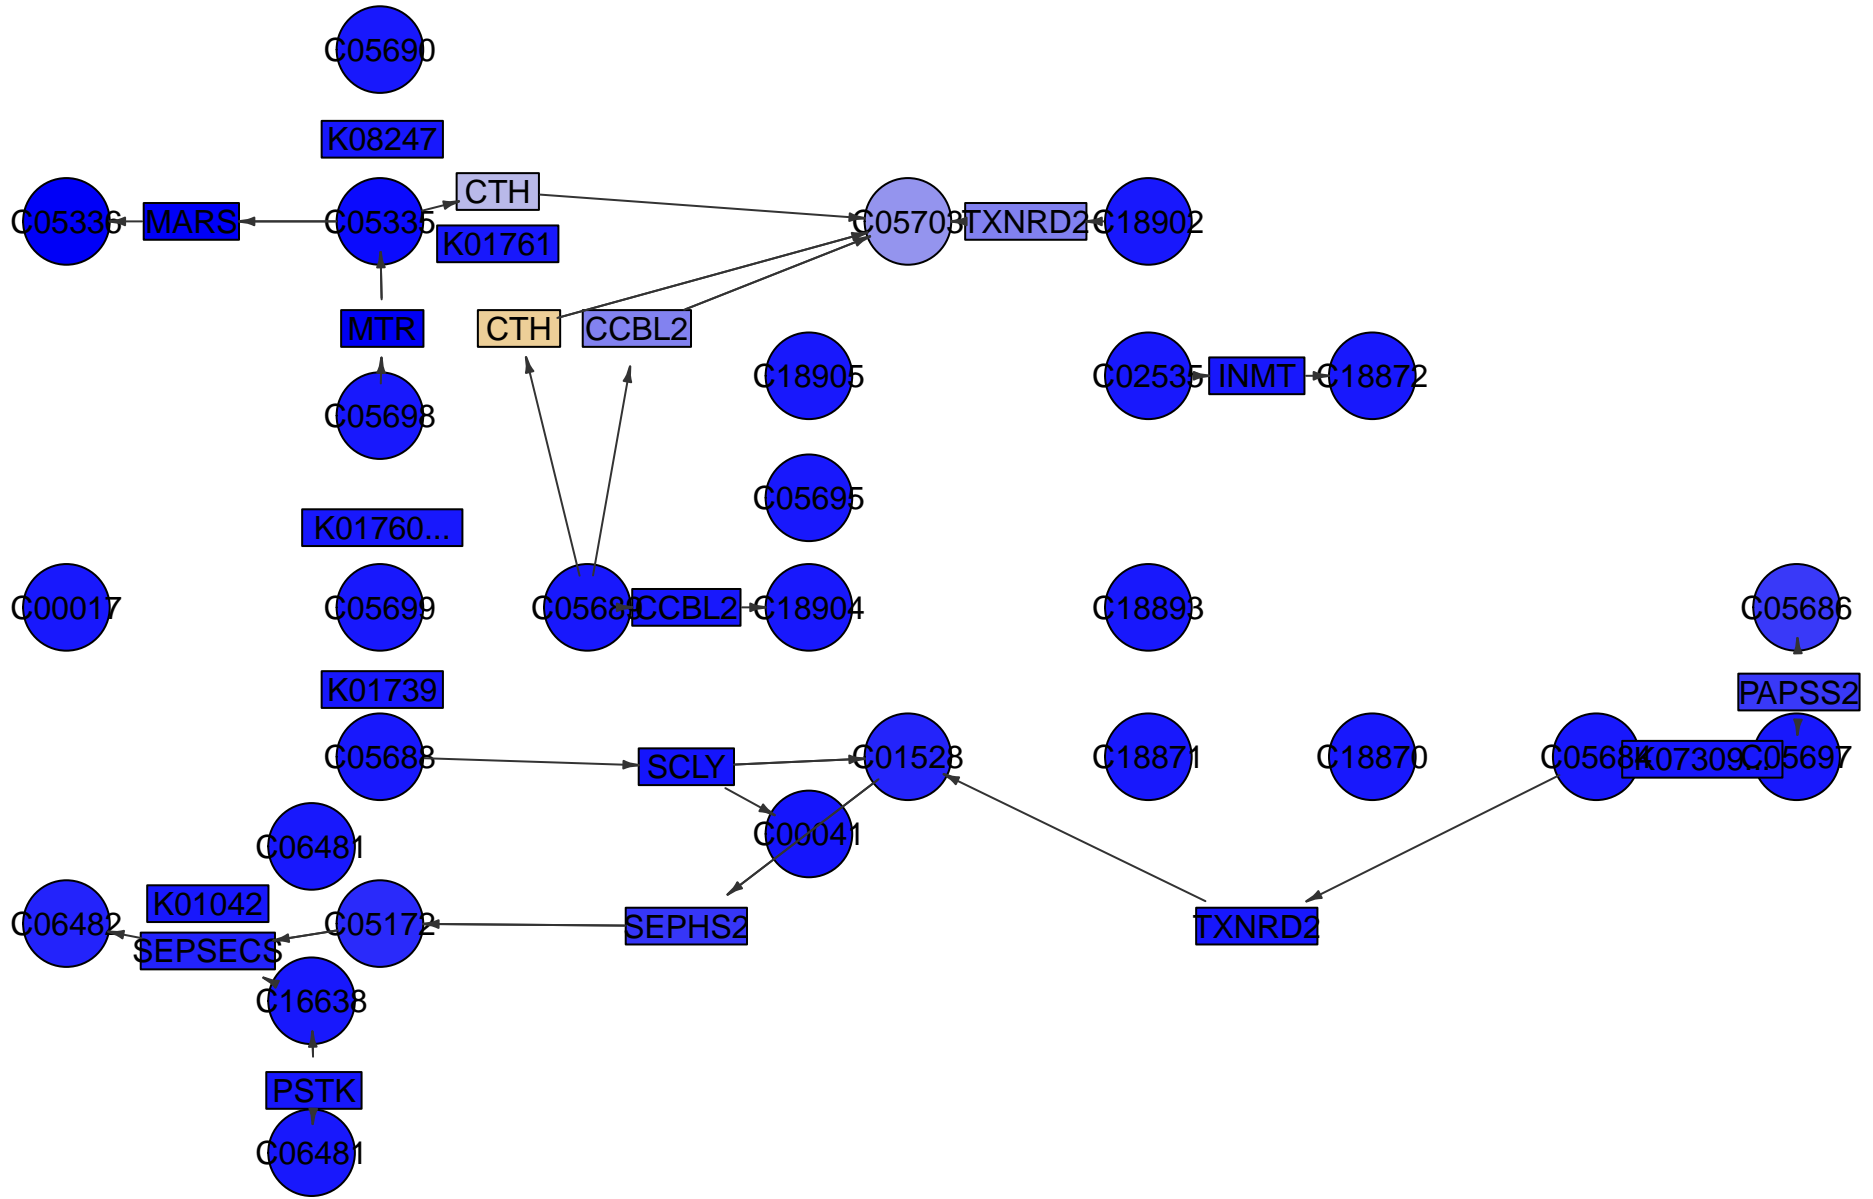 C05690
K08247
CTH
C05336
MARS
C05335
C05703
TXNRD2
C18902
K01761
MTR
CTH
CCBL2
C18905
C02535
INMT
C18872
C05698
C05695
K01760...
C00017
C05699
C05689
CCBL2
C18904
C18893
C05686
K01739
PAPSS2
C05688
SCLY
C01528
C18871
C18870
C05684
K07309...
C05697
C00041
C06481
K01042
C06482
C05172
SEPHS2
TXNRD2
SEPSECS
C16638
PSTK
C06481